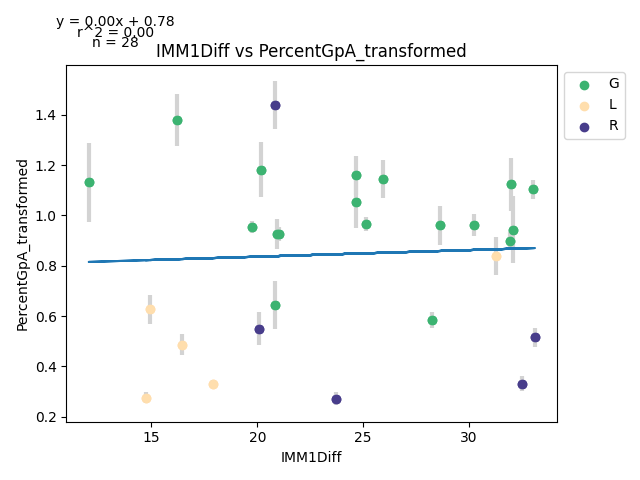 y = 0.00x + 0.78
r^2 = 0.00
n = 28
IMM1Diff vs PercentGpA_transformed
G
L
R
PercentGpA_transformed
1.4
1.2
1.0
0.8
0.6
0.4
0.2
15
20
25
30
IMM1Diff